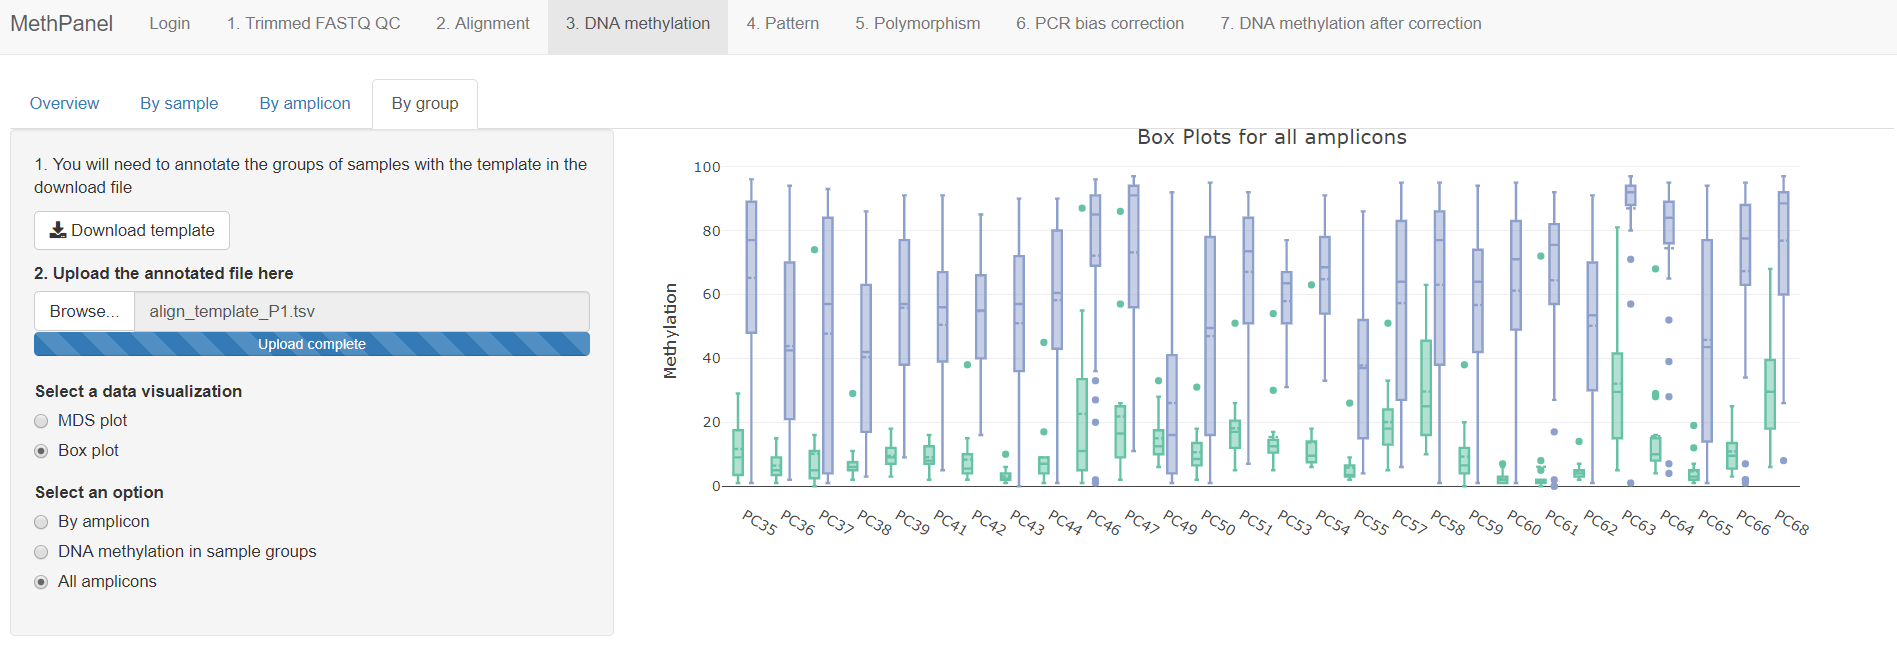 MethPanel Login 1. Trimmed FASTQ QC 2. Alignment 3. DNA methylation 4. Pattern 5. Polymorphism 6. PCR bias correction 7. DNA methylation after correction
Overview By sample By amplicon By group
1. You will need to annotate the groups of samples with the template in the
download file
Download template
2. Upload the annotated file here
Browse... align_template_P1.tsv
Upload complete
Select a data visualization
MDS plot
Box plot
Select an option
By amplicon
DNA methylation in sample groups
All amplicons
Box Plots for all amplicons
Methylation
100
80
60
40
20
0
PC35 PC36 PC37 PC38 PC39 PC41 PC42 PC43 PC44 PC46 PC47 PC49 PC50 PC51 PC53 PC54 PC55 PC57 PC58 PC59 PC60 PC61 PC62 PC63 PC64 PC65 PC66 PC68